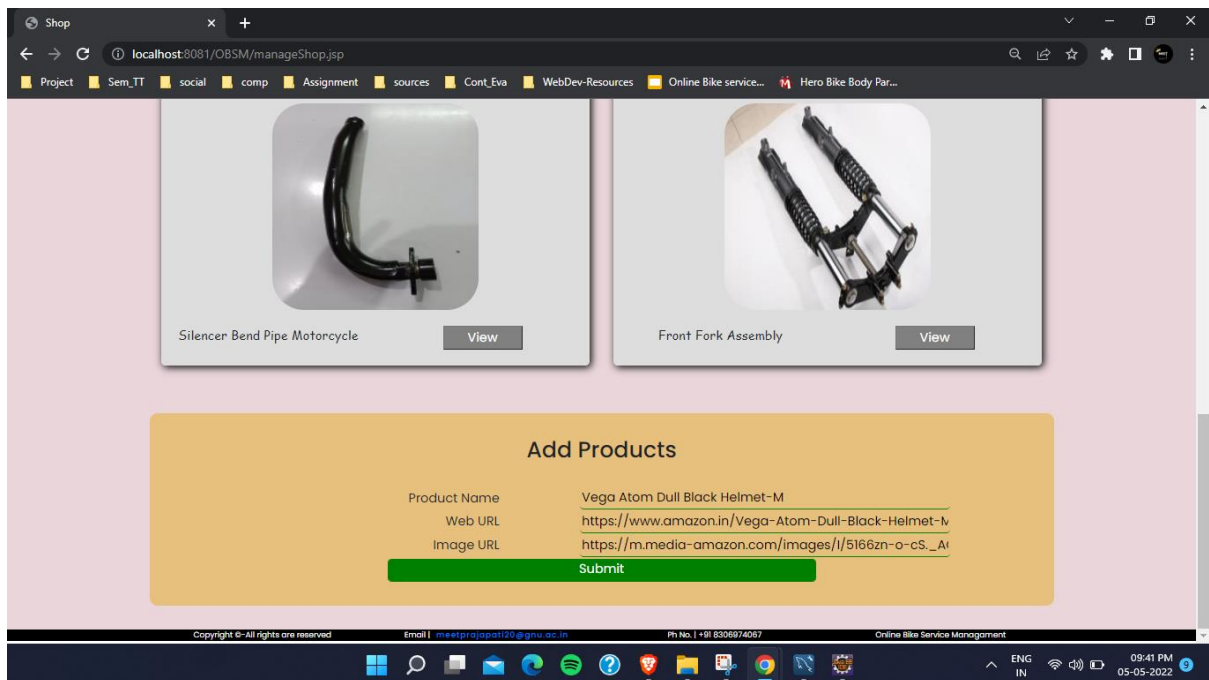 Shop
localhost:8081/OBSM/manageShop.jsp
Project Sem_TT social comp Assignment sources Cont_Eva WebDev-Resources Online Bike service... Hero Bike Body Par...
Silencer Bend Pipe Motorcycle View Front Fork Assembly View
Add Products
Product Name Vega Atom Dull Black Helmet-M
Web URL https://www.amazon.in/Vega-Atom-Dull-Black-Helmet-M
Image URL https://m.media-amazon.com/images/I/5166zn-o-cS._A
Submit
Copyright ©-All rights are reserved Email | meetprajapati20@gnu.ac.in Ph No. | +91 8306974067 Online Bike Service Managament
ENG 09:41 PM
IN 05-05-2022 9